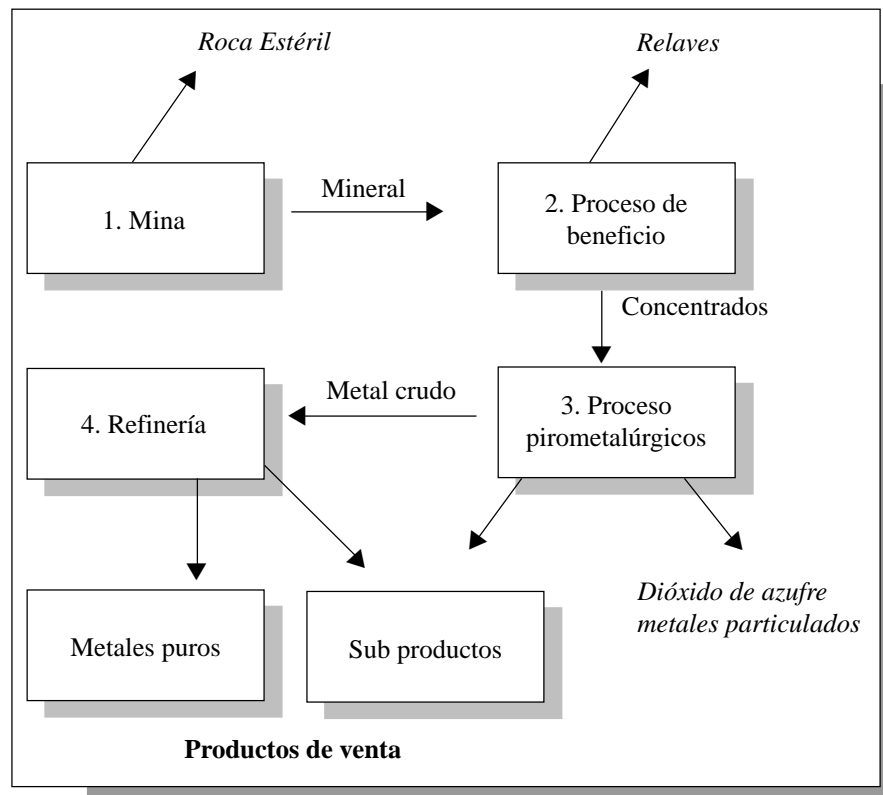 Roca Estéril
Relaves
1. Mina
Mineral
2. Proceso de
beneficio
Concentrados
4. Refinería
Metal crudo
3. Proceso
pirometalúrgicos
Metales puros
Sub productos
Dióxido de azufre
metales particulados
Productos de venta